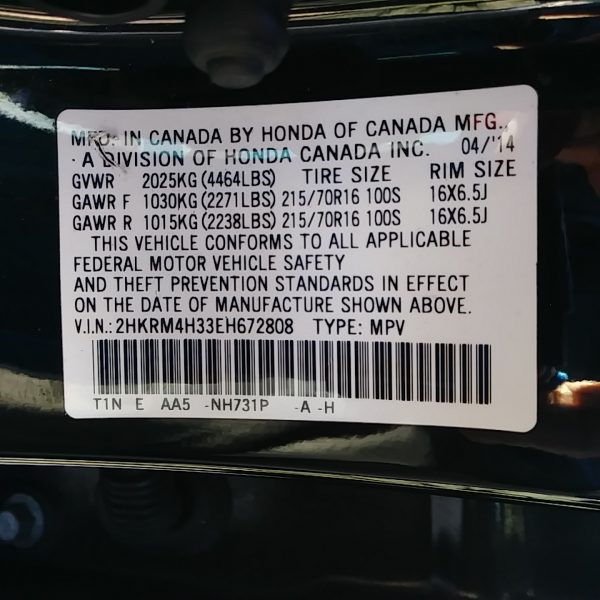 MFD. IN CANADA BY HONDA OF CANADA MFG.,
· A DIVISION OF HONDA CANADA INC. 04/'14
GVWR 2025KG (4464LBS) TIRE SIZE RIM SIZE
GAWR F 1030KG (2271LBS) 215/70R16 100S 16X6.5J
GAWR R 1015KG (2238LBS) 215/70R16 100S 16X6.5J
THIS VEHICLE CONFORMS TO ALL APPLICABLE
FEDERAL MOTOR VEHICLE SAFETY
AND THEFT PREVENTION STANDARDS IN EFFECT
ON THE DATE OF MANUFACTURE SHOWN ABOVE.
V.I.N.: 2HKRM4H33EH672808 TYPE: MPV
T1N E AA5 -NH731P -A -H